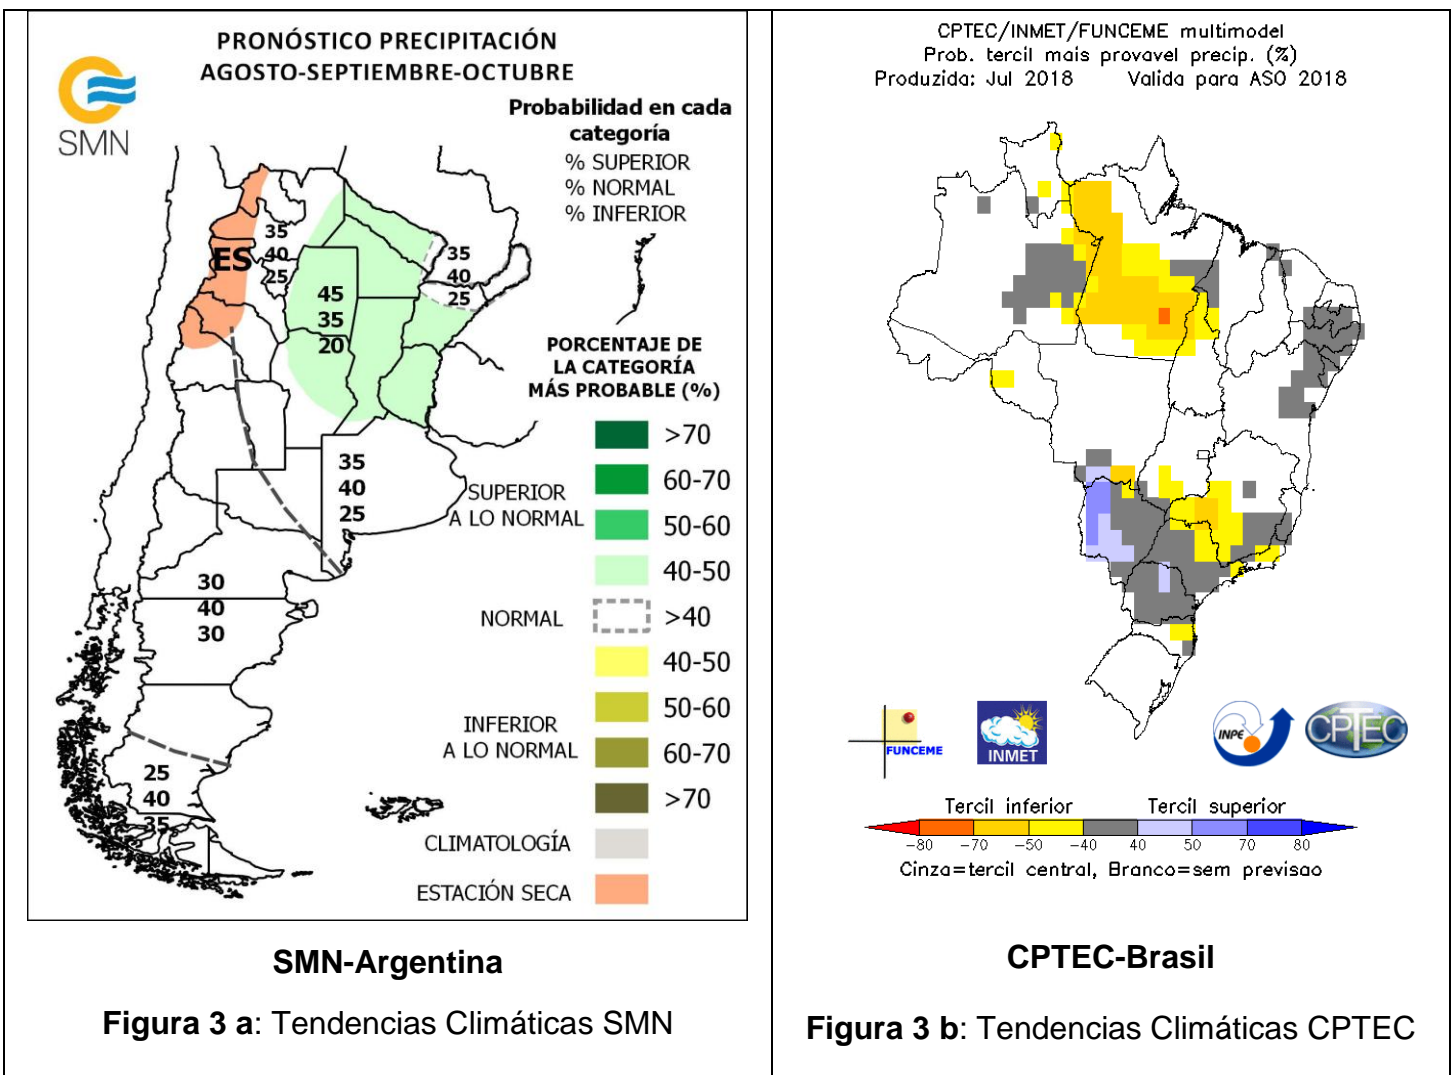 PRONÓSTICO PRECIPITACIÓN
AGOSTO-SEPTIEMBRE-OCTUBRE
SMN
Probabilidad en cada
categoría
% SUPERIOR
% NORMAL
% INFERIOR
ES
35
40
25
45
35
20
35
40
25
35
40
25
30
40
30
25
40
35
PORCENTAJE DE
LA CATEGORÍA
MÁS PROBABLE (%)
SUPERIOR
A LO NORMAL
>70
60-70
50-60
40-50
NORMAL
>40
INFERIOR
A LO NORMAL
40-50
50-60
60-70
>70
CLIMATOLOGÍA
ESTACIÓN SECA
SMN-Argentina
Figura 3 a: Tendencias Climáticas SMN
CPTEC/INMET/FUNCEME multimodel
Prob. tercil mais provavel precip. (%)
Produzida: Jul 2018 Valida para ASO 2018
FUNCEME
INMET
INPE
CPTEC
Tercil inferior Tercil superior
-80 -70 -50 -40 40 50 70 80
Cinza=tercil central, Branco=sem previsao
CPTEC-Brasil
Figura 3 b: Tendencias Climáticas CPTEC